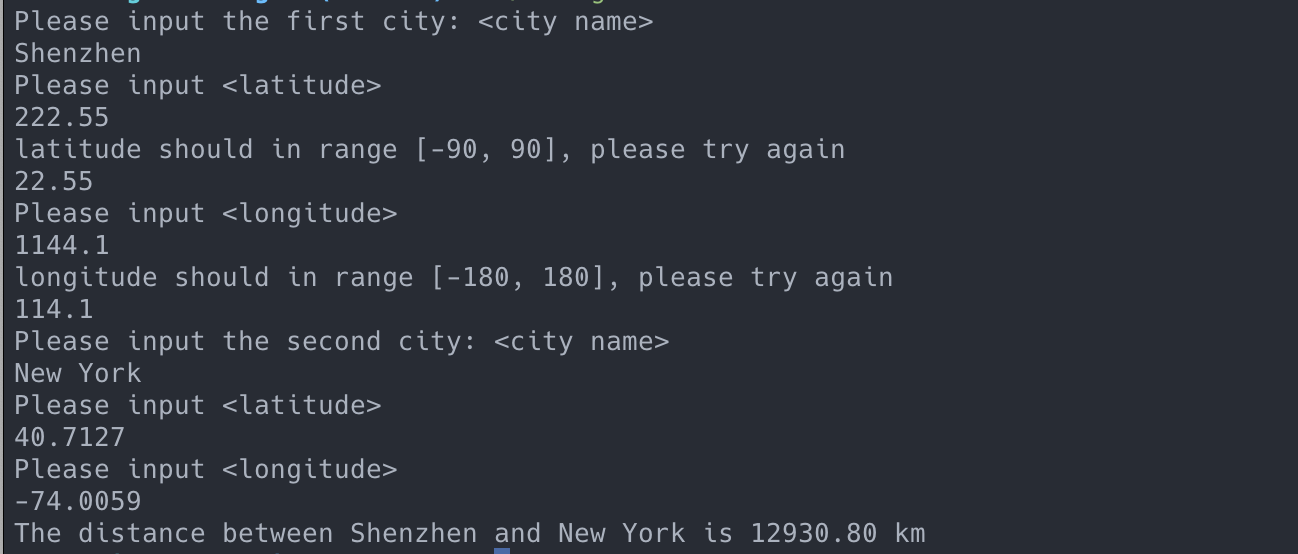 Please input the first city: <city name>
Shenzhen
Please input <latitude>
222.55
latitude should in range [-90, 90], please try again
22.55
Please input <longitude>
1144.1
longitude should in range [-180, 180], please try again
114.1
Please input the second city: <city name>
New York
Please input <latitude>
40.7127
Please input <longitude>
-74.0059
The distance between Shenzhen and New York is 12930.80 km